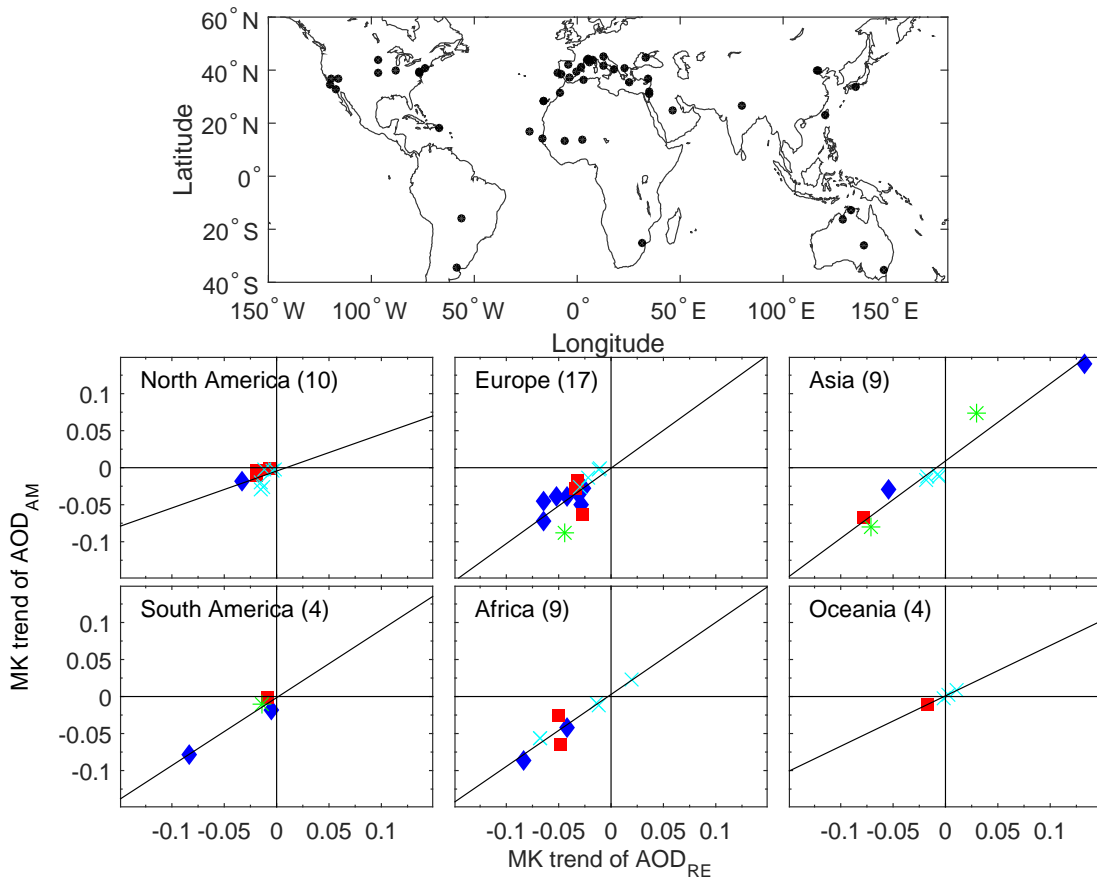 60°N
40°N
20°N
0°
20°S
40°S
Latitude
150°W
100°W
50°W
0°
50°E
100°E
150°E
Longitude
North America (10)
Europe (17)
Asia (9)
0.1
0.05
0
-0.05
-0.1
South America (4)
Africa (9)
Oceania (4)
0.1
0.05
0
-0.05
-0.1
MK trend of AOD_AM
-0.1 -0.05 0 0.05 0.1
-0.1 -0.05 0 0.05 0.1
-0.1 -0.05 0 0.05 0.1
MK trend of AOD_RE